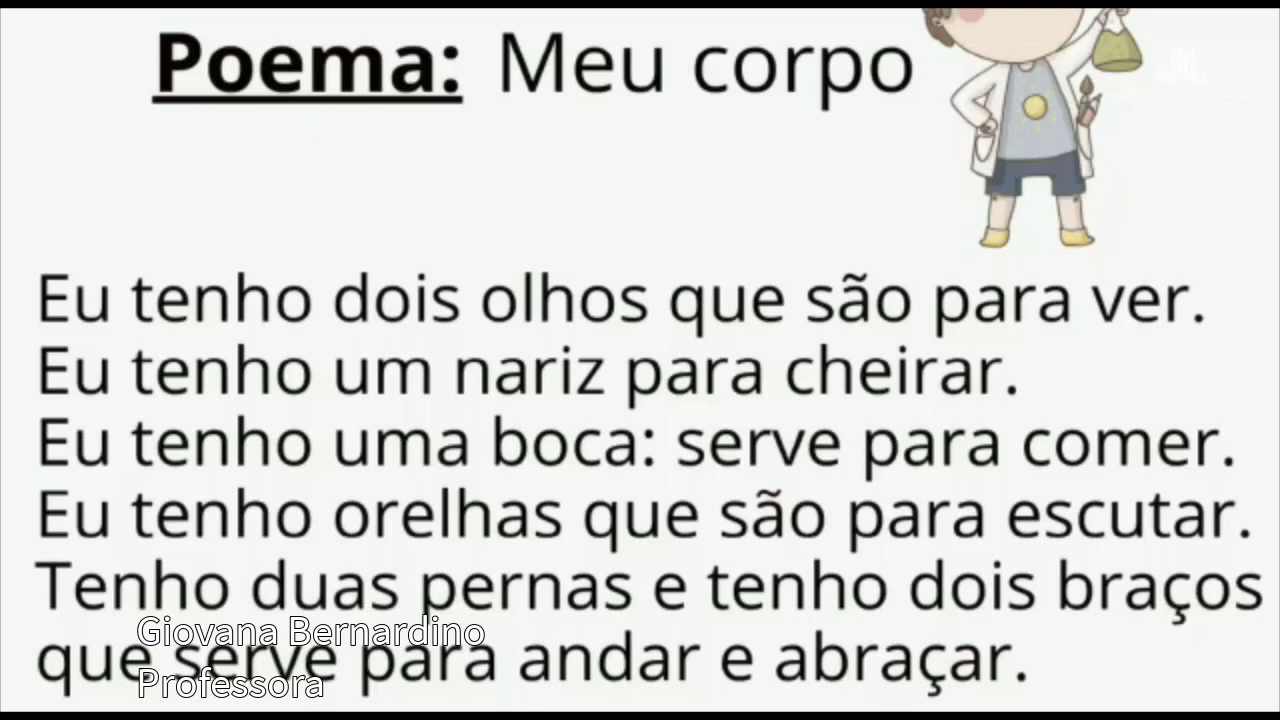 Poema: Meu corpo
Eu tenho dois olhos que são para ver.
Eu tenho um nariz para cheirar.
Eu tenho uma boca: serve para comer.
Eu tenho orelhas que são para escutar.
Tenho duas pernas e tenho dois braços
que serve para andar e abraçar.
Giovana Bernardino
Professora